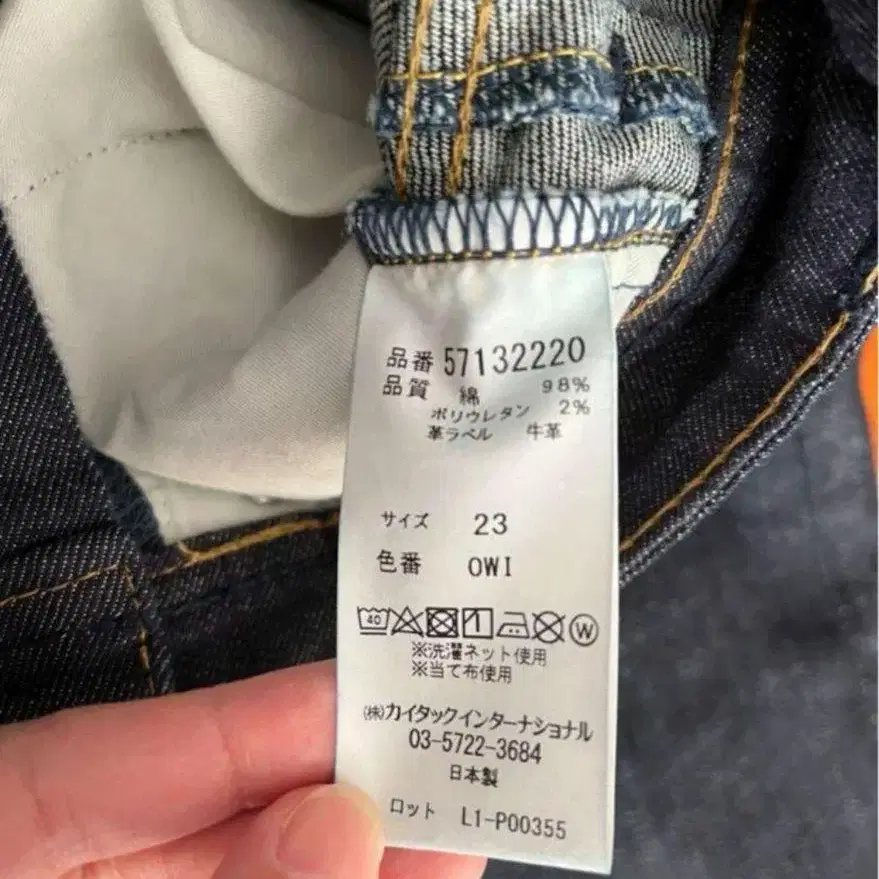 品番 57132220
品質 綿 98%
ポリウレタン 2%
革ラベル 牛革
サイズ 23
色番 OWI
40 W
※洗濯ネット使用
※当て布使用
(株)カイタックインターナショナル
03-5722-3684
日本製
ロット L1-P00355